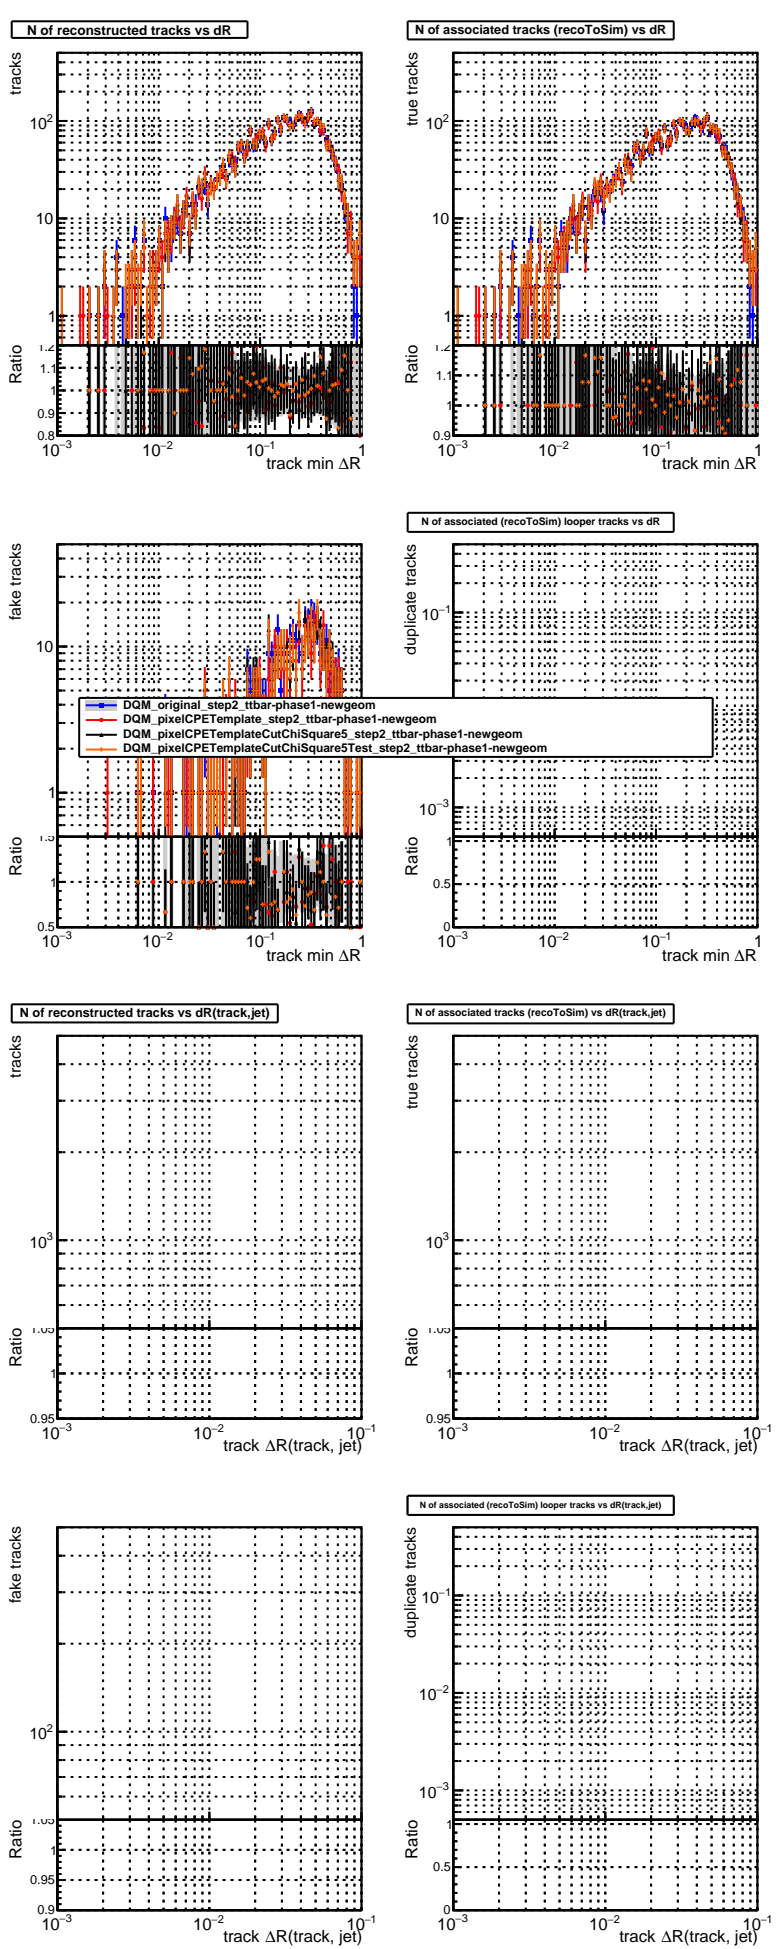 N of reconstructed tracks vs dR
tracks
10²
10
1
Ratio
1.2
1.1
1
0.9
0.8
10⁻³
10⁻²
10⁻¹
1
track min ΔR
N of associated tracks (recoToSim) vs dR
true tracks
10²
10
1
Ratio
1.2
1.1
1
0.9
10⁻³
10⁻²
10⁻¹
1
track min ΔR
fake tracks
10
1
Ratio
1.5
1
0.5
10⁻³
10⁻²
10⁻¹
1
track min ΔR
N of associated (recoToSim) looper tracks vs dR
duplicate tracks
10⁻¹
10⁻³
Ratio
1
0.5
0
10⁻³
10⁻²
10⁻¹
1
track min ΔR
DQM_original_step2_ttbar-phase1-newgeom
DQM_pixelCPETemplate_step2_ttbar-phase1-newgeom
DQM_pixelCPETemplateCutChiSquare5_step2_ttbar-phase1-newgeom
DQM_pixelCPETemplateCutChiSquare5Test_step2_ttbar-phase1-newgeom
N of reconstructed tracks vs dR(track,jet)
tracks
10³
Ratio
1.05
1
0.95
10⁻³
10⁻²
10⁻¹
track ΔR(track, jet)
N of associated tracks (recoToSim) vs dR(track,jet)
true tracks
10³
Ratio
1.05
1
0.95
10⁻³
10⁻²
10⁻¹
track ΔR(track, jet)
fake tracks
10²
Ratio
1.05
1
0.95
0.9
10⁻³
10⁻²
10⁻¹
track ΔR(track, jet)
N of associated (recoToSim) looper tracks vs dR(track,jet)
duplicate tracks
10⁻¹
10⁻²
10⁻³
Ratio
1
0.5
0
10⁻³
10⁻²
10⁻¹
track ΔR(track, jet)